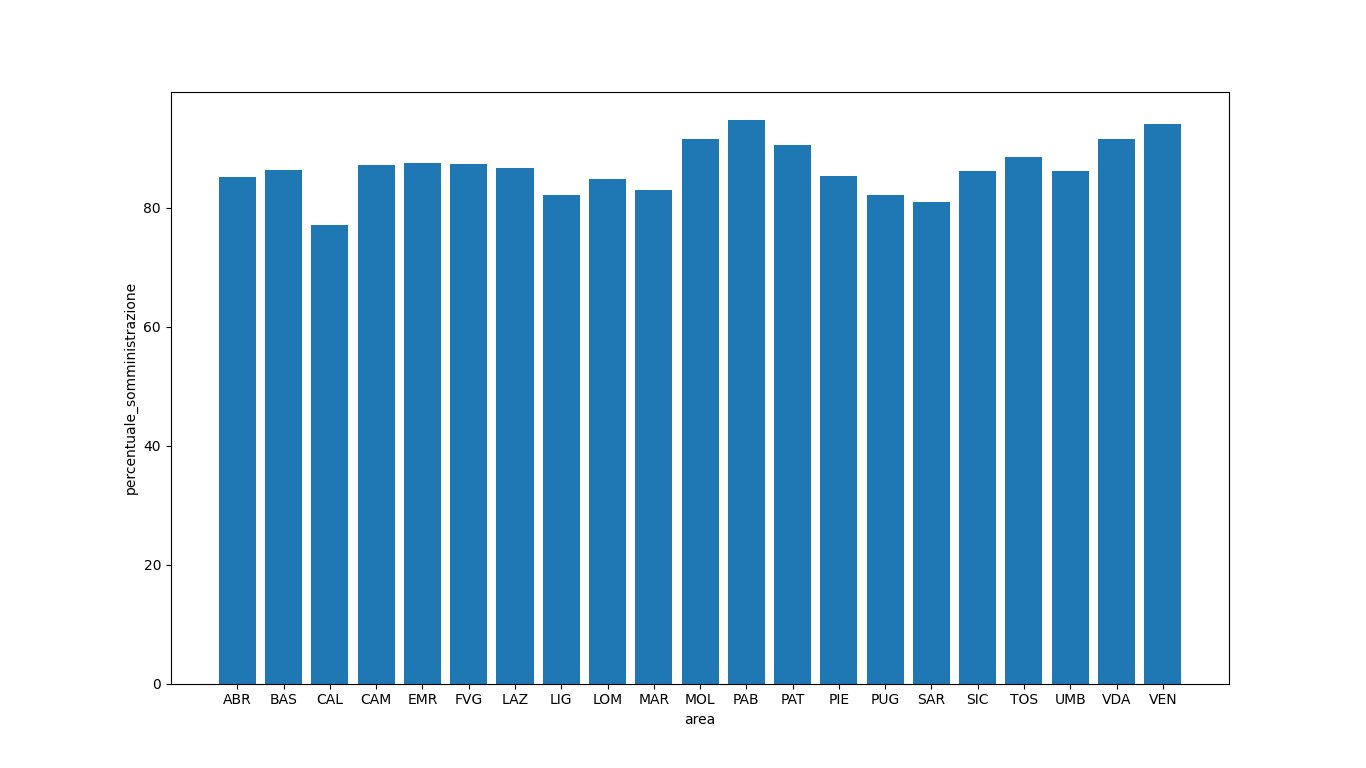 percentuale_somministrazione
80
60
40
20
0
ABR BAS CAL CAM EMR FVG LAZ LIG LOM MAR MOL PAB PAT PIE PUG SAR SIC TOS UMB VDA VEN
area